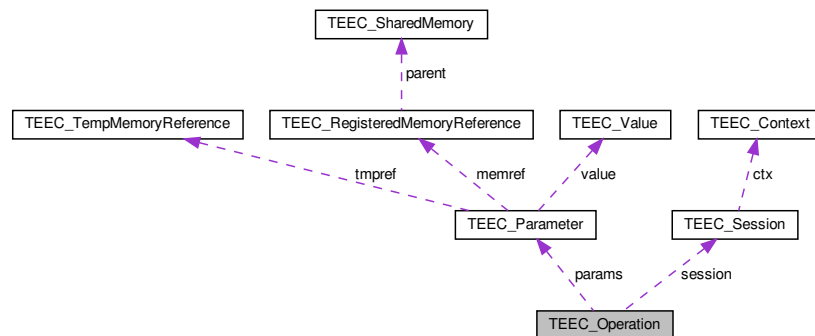 TEEC_SharedMemory
parent
TEEC_TempMemoryReference
TEEC_RegisteredMemoryReference
TEEC_Value
TEEC_Context
tmpref
memref
value
ctx
TEEC_Parameter
TEEC_Session
params
session
TEEC_Operation